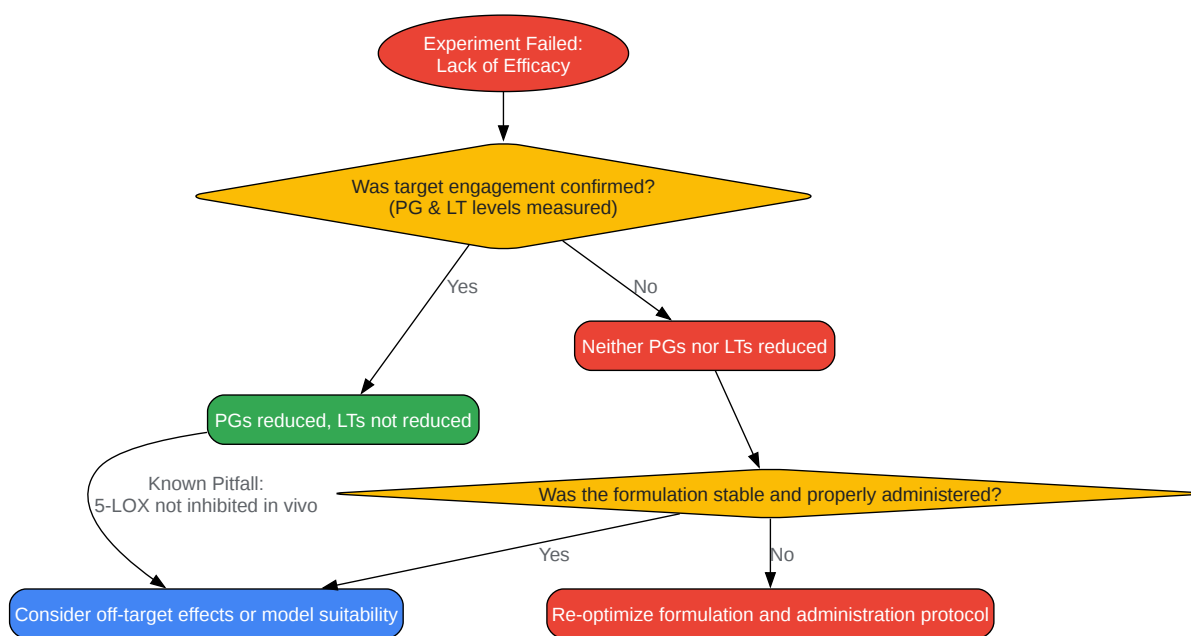 Experiment Failed:
Lack of Efficacy
Was target engagement confirmed?
(PG & LT levels measured)
Yes
No
Neither PGs nor LTs reduced
PGs reduced, LTs not reduced
Known Pitfall:
5-LOX not inhibited in vivo
Was the formulation stable and properly administered?
Yes
No
Consider off-target effects or model suitability
Re-optimize formulation and administration protocol